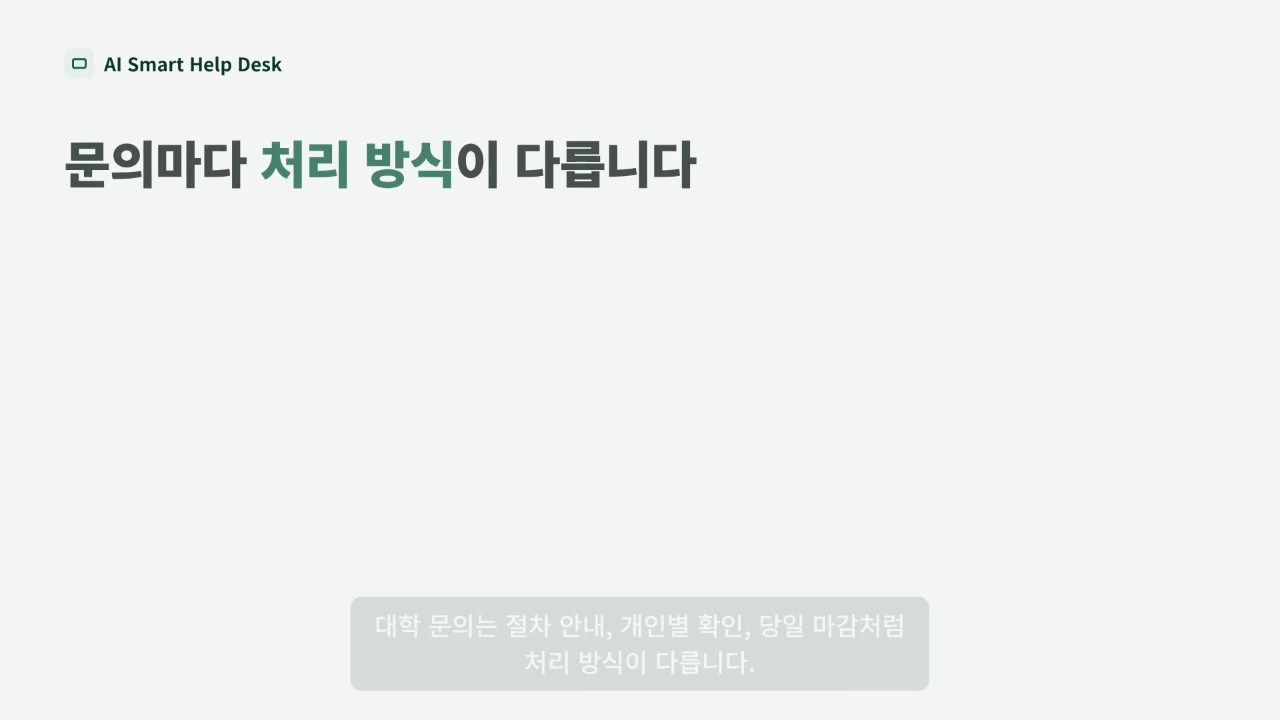 AI Smart Help Desk
문의마다 처리 방식이 다릅니다
대학 문의는 절차 안내, 개인별 확인, 당일 마감처럼
처리 방식이 다릅니다.